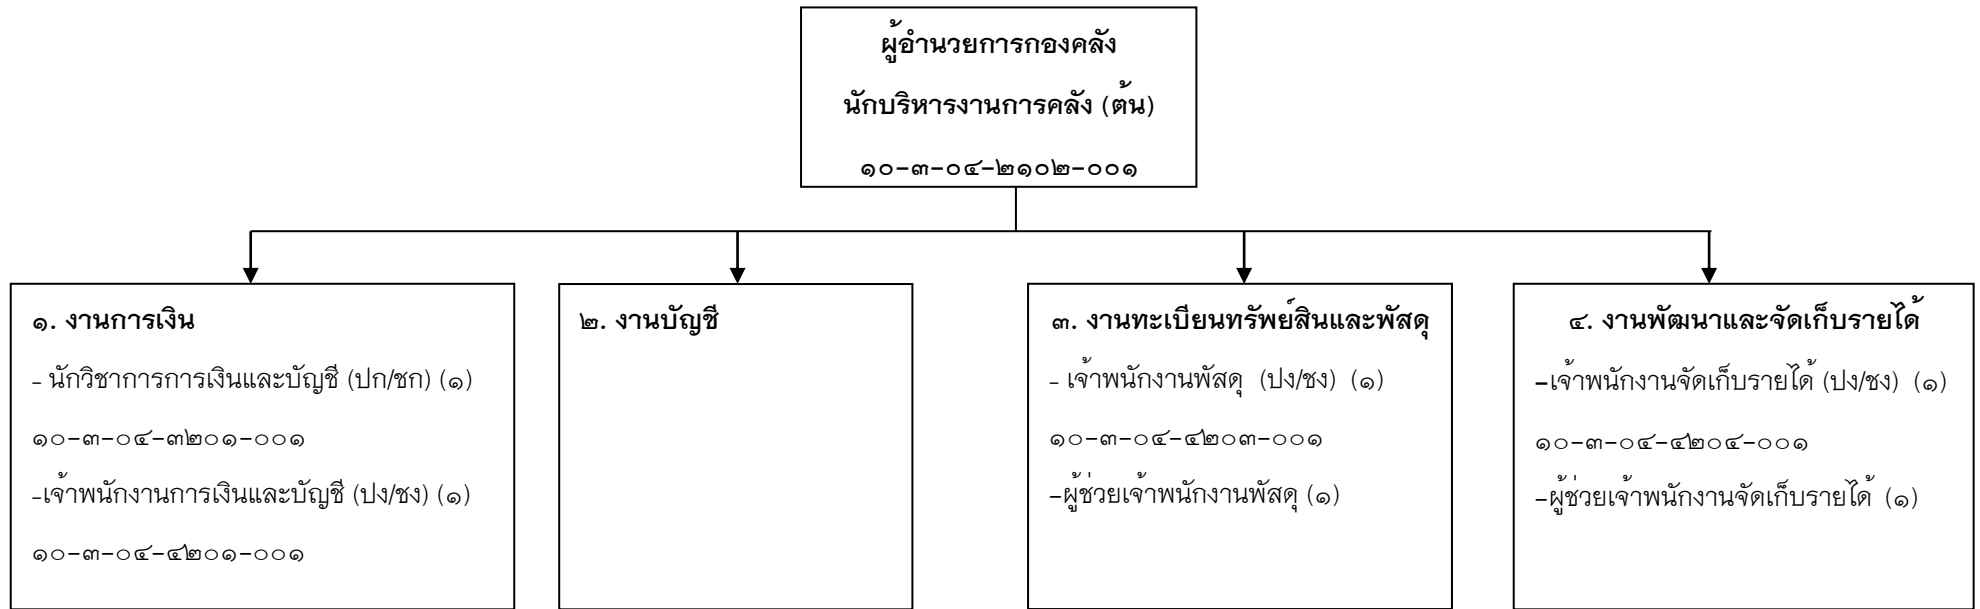 ผู้อำนวยการกองคลัง
นักบริหารงานการคลัง (ต้น)
๑๐-๓-๐๔-๒๑๐๒-๐๐๑
๑. งานการเงิน
- นักวิชาการการเงินและบัญชี (ปก/ชก) (๑)
๑๐-๓-๐๔-๓๒๐๑-๐๐๑
-เจ้าพนักงานการเงินและบัญชี (ปง/ชง) (๑)
๑๐-๓-๐๔-๔๒๐๑-๐๐๑
๒. งานบัญชี
๓. งานทะเบียนทรัพย์สินและพัสดุ
- เจ้าพนักงานพัสดุ (ปง/ชง) (๑)
๑๐-๓-๐๔-๔๒๐๓-๐๐๑
-ผู้ช่วยเจ้าพนักงานพัสดุ (๑)
๔. งานพัฒนาและจัดเก็บรายได้
-เจ้าพนักงานจัดเก็บรายได้ (ปง/ชง) (๑)
๑๐-๓-๐๔-๔๒๐๔-๐๐๑
-ผู้ช่วยเจ้าพนักงานจัดเก็บรายได้ (๑)